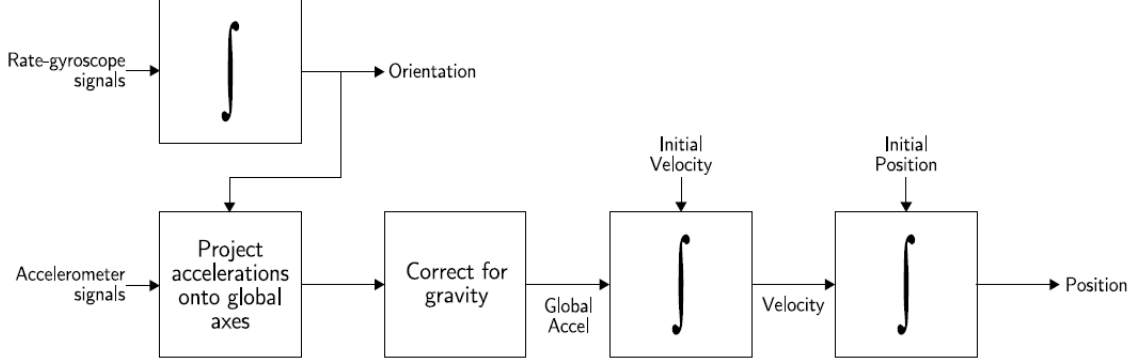 Rate-gyroscope
signals
∫
Orientation
Initial
Velocity
Initial
Position
Accelerometer
signals
Project
accelerations
onto global
axes
Correct for
gravity
Global
Accel
∫
Velocity
∫
Position